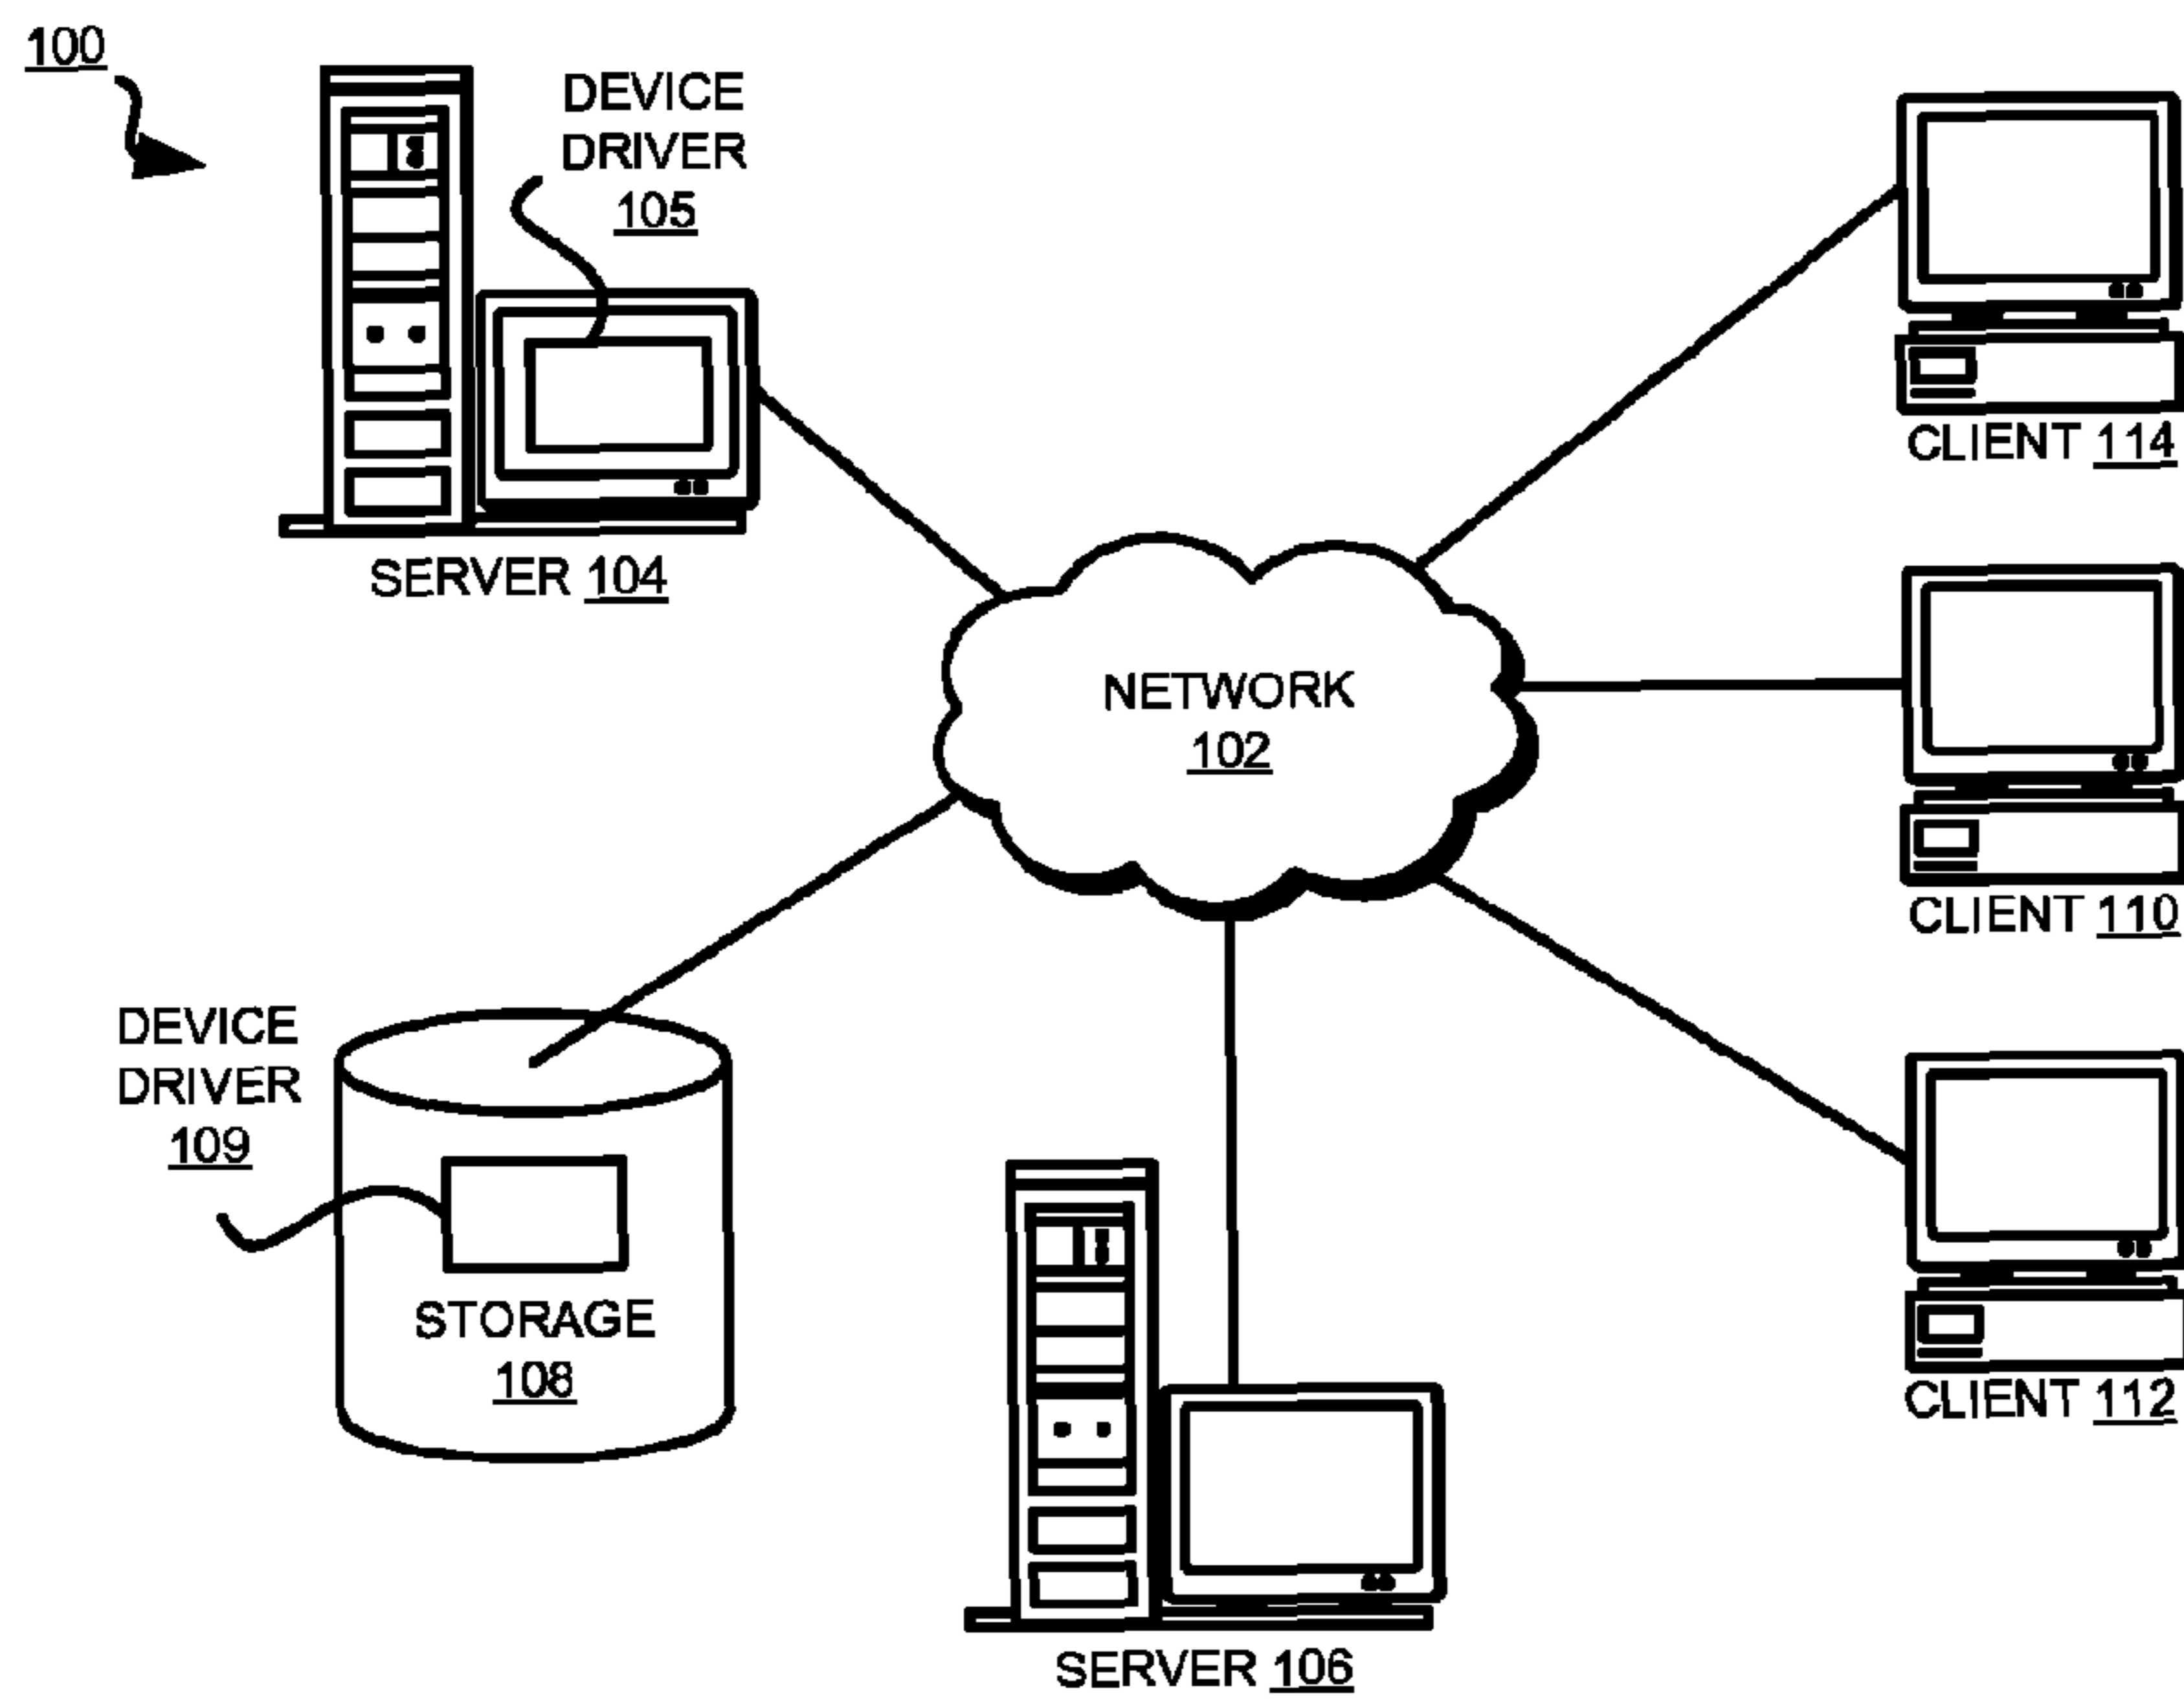 100
DEVICE
DRIVER
105
SERVER 104
CLIENT 114
NETWORK
102
CLIENT 110
DEVICE
DRIVER
109
STORAGE
108
CLIENT 112
SERVER 106